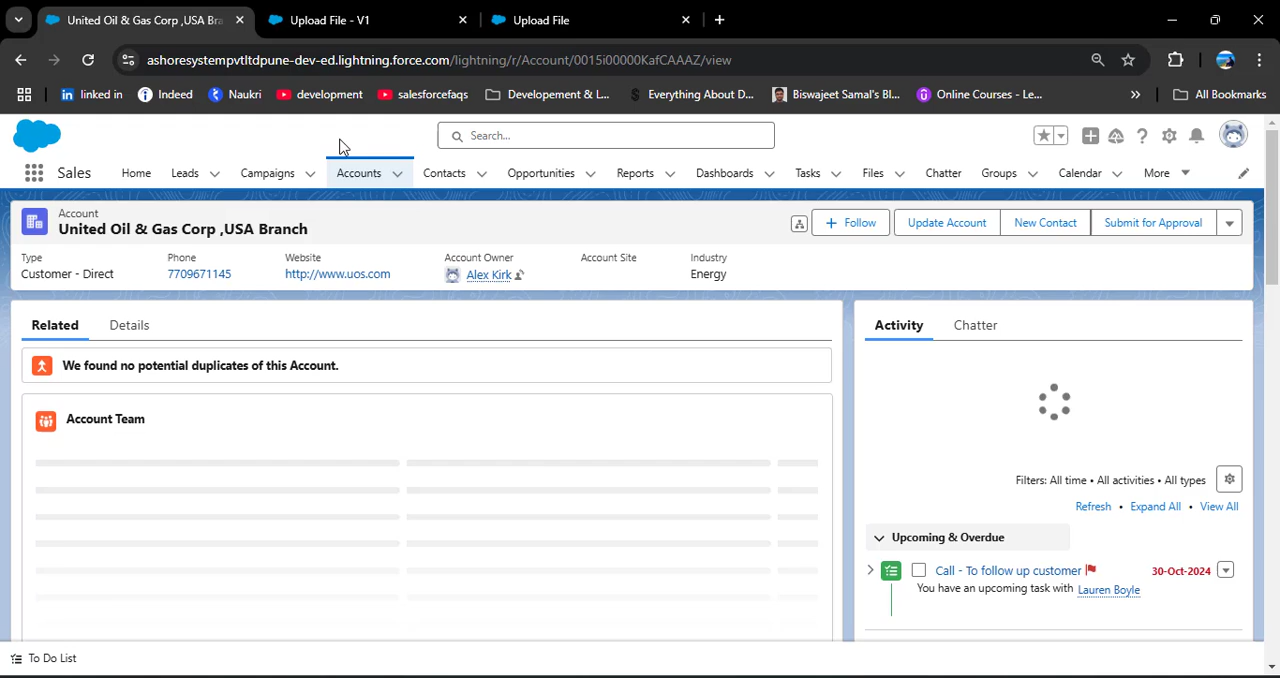 United Oil & Gas Corp ,USA Bra
Upload File - V1
Upload File
ashoresystempvtltdpune-dev-ed.lightning.force.com/lightning/r/Account/0015i00000KafCAAAZ/view
linked in
Indeed
Naukri
development
salesforcefaqs
Developement & L...
Everything About D...
Biswajeet Samal's Bl...
Online Courses - Le...
All Bookmarks
Search...
Sales
Home
Leads
Campaigns
Accounts
Contacts
Opportunities
Reports
Dashboards
Tasks
Files
Chatter
Groups
Calendar
More
Account
United Oil & Gas Corp ,USA Branch
Follow
Update Account
New Contact
Submit for Approval
Type
Phone
Website
Account Owner
Account Site
Industry
Customer - Direct
7709671145
http://www.uos.com
Alex Kirk
Energy
Related
Details
Activity
Chatter
We found no potential duplicates of this Account.
Account Team
Filters: All time • All activities • All types
Refresh • Expand All • View All
Upcoming & Overdue
Call - To follow up customer
30-Oct-2024
You have an upcoming task with Lauren Boyle
To Do List